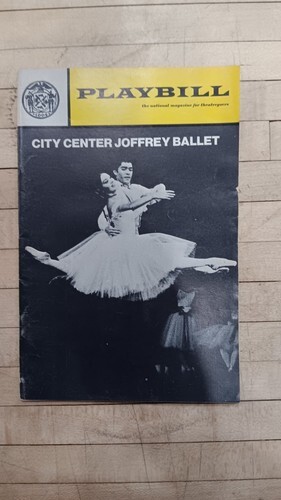 PLAYBILL
the national magazine for theatregoers
CITY CENTER JOFFREY BALLET